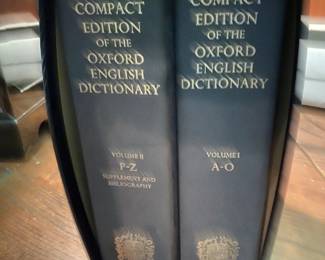 COMPACT
EDITION
OF THE
OXFORD
ENGLISH
DICTIONARY
VOLUME II
P-Z
SUPPLEMENT AND
BIBLIOGRAPHY
COMPACT
EDITION
OF THE
OXFORD
ENGLISH
DICTIONARY
VOLUME I
A-O